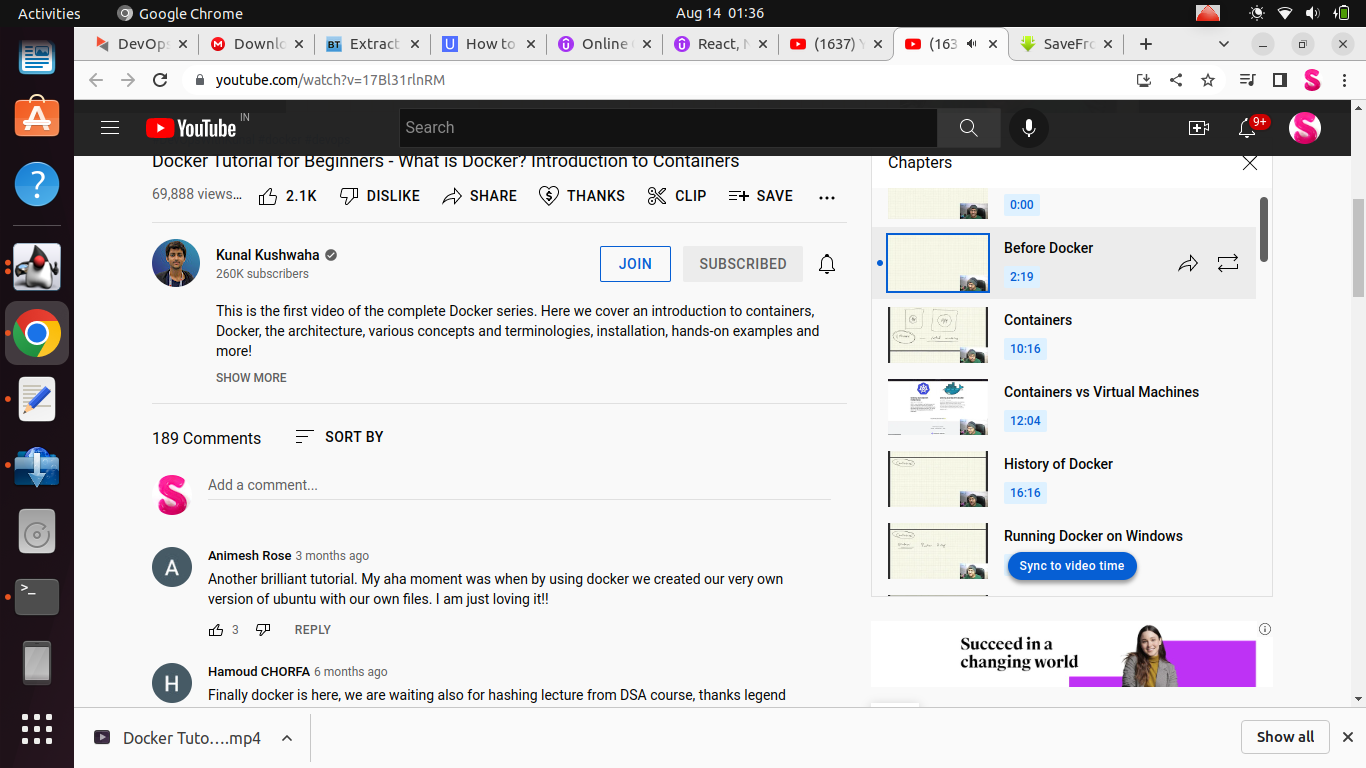 Activities
Google Chrome
Aug 14 01:36
DevOps
Downlo
BT
Extract
U
How to
Online
React,
(1637) Y
(163
SaveFro
youtube.com/watch?v=17Bl31rlnRM
YouTube IN
Search
9+
Docker Tutorial for Beginners - What is Docker? Introduction to Containers
69,888 views...
2.1K
DISLIKE
SHARE
THANKS
CLIP
SAVE
Kunal Kushwaha
260K subscribers
JOIN
SUBSCRIBED
This is the first video of the complete Docker series. Here we cover an introduction to containers,
Docker, the architecture, various concepts and terminologies, installation, hands-on examples and
more!
SHOW MORE
189 Comments
SORT BY
Add a comment...
A
Animesh Rose 3 months ago
Another brilliant tutorial. My aha moment was when by using docker we created our very own
version of ubuntu with our own files. I am just loving it!!
3
REPLY
H
Hamoud CHORFA 6 months ago
Finally docker is here, we are waiting also for hashing lecture from DSA course, thanks legend
Chapters
0:00
Before Docker
2:19
Containers
10:16
Containers vs Virtual Machines
12:04
History of Docker
16:16
Running Docker on Windows
Sync to video time
Succeed in a
changing world
Docker Tuto....mp4
Show all